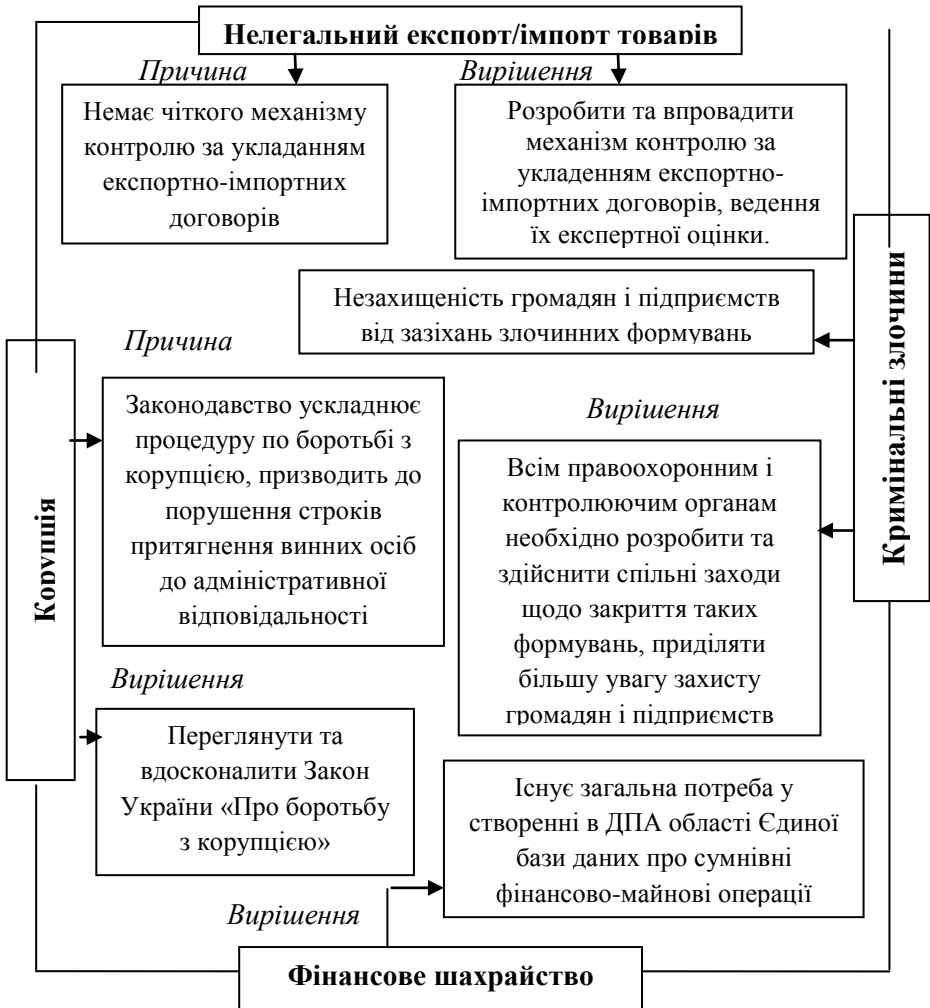 Нелегальний експорт/імпорт товарів
Причина
Немає чіткого механізму
контролю за укладанням
експортно-імпортних
договорів
Вирішення
Розробити та впровадити
механізм контролю за
укладенням експортно-
імпортних договорів, ведення
їх експертної оцінки.
Кримінальні злочини
Незахищеність громадян і підприємств
від зазіхань злочинних формувань
Вирішення
Всім правоохоронним і
контролюючим органам
необхідно розробити та
здійснити спільні заходи
щодо закриття таких
формувань, приділяти
більшу увагу захисту
громадян і підприємств
Корупція
Причина
Законодавство ускладнює
процедуру по боротьбі з
корупцією, призводить до
порушення строків
притягнення винних осіб
до адміністративної
відповідальності
Вирішення
Переглянути та
вдосконалити Закон
України «Про боротьбу
з корупцією»
Існує загальна потреба у
створенні в ДПА області Єдиної
бази даних про сумнівні
фінансово-майнові операції
Вирішення
Фінансове шахрайство